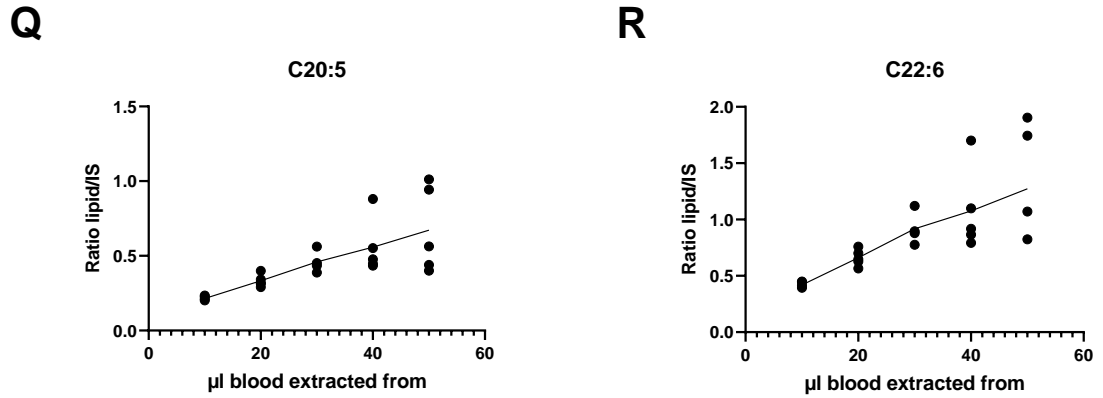 Q
C20:5
1.5
1.0
0.5
0.0
Ratio lipid/IS
0 20 40 60
µl blood extracted from
R
C22:6
2.0
1.5
1.0
0.5
0.0
Ratio lipid/IS
0 20 40 60
µl blood extracted from